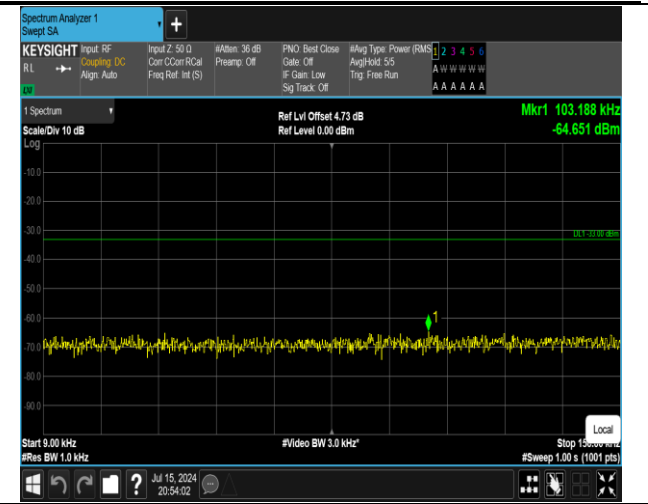 Spectrum Analyzer 1
Swept SA
+
KEYSIGHT
RL
Input: RF
Coupling: DC
Align: Auto
Input Z: 50 Ω
Corr CCorr RCal
Freq Ref: Int (S)
#Atten: 36 dB
Preamp: Off
PNO: Best Close
Gate: Off
IF Gain: Low
Sig Track: Off
#Avg Type: Power (RMS
Avg|Hold: 5/5
Trig: Free Run
1 2 3 4 5 6
A W W W W W
A A A A A A
1 Spectrum
Scale/Div 10 dB
Log
Ref Lvl Offset 4.73 dB
Ref Level 0.00 dBm
Mkr1 103.188 kHz
-64.651 dBm
-10.0
-20.0
-30.0
DL1 -33.00 dBm
-40.0
-50.0
-60.0
1
-70.0
-80.0
-90.0
Local
Start 9.00 kHz
#Video BW 3.0 kHz*
Stop
#Res BW 1.0 kHz
#Sweep 1.00 s (1001 pts)
?
Jul 15, 2024
20:54:02